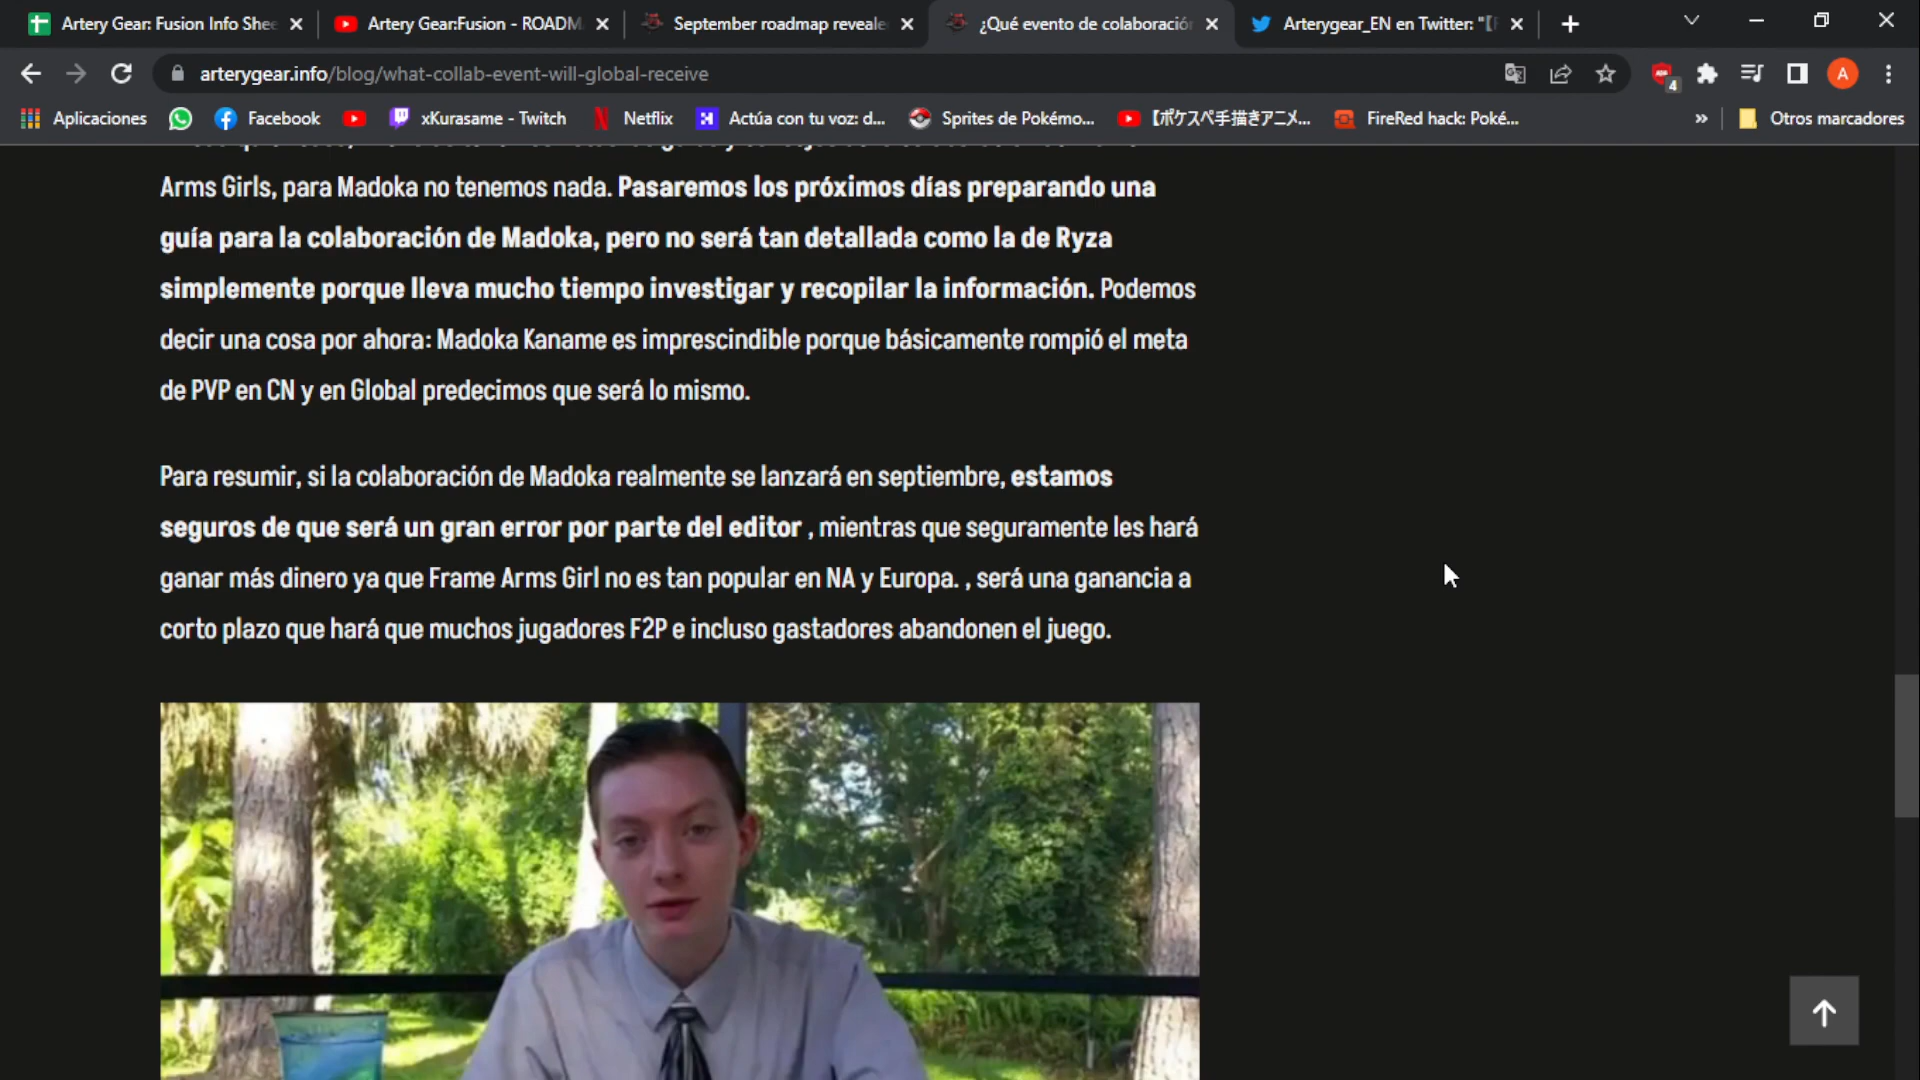 Artery Gear: Fusion Info Shee
Artery Gear:Fusion - ROADM
September roadmap reveale
¿Qué evento de colaboració
Arterygear_EN en Twitter: "
arterygear.info/blog/what-collab-event-will-global-receive
4
A
Aplicaciones
Facebook
xKurasame - Twitch
Netflix
Actúa con tu voz: d...
Sprites de Pokémo...
【ポケスペ手描きアニメ...
FireRed hack: Poké...
»
Otros marcadores
Arms Girls, para Madoka no tenemos nada. Pasaremos los próximos días preparando una
guía para la colaboración de Madoka, pero no será tan detallada como la de Ryza
simplemente porque lleva mucho tiempo investigar y recopilar la información. Podemos
decir una cosa por ahora: Madoka Kaname es imprescindible porque básicamente rompió el meta
de PVP en CN y en Global predecimos que será lo mismo.
Para resumir, si la colaboración de Madoka realmente se lanzará en septiembre, estamos
seguros de que será un gran error por parte del editor , mientras que seguramente les hará
ganar más dinero ya que Frame Arms Girl no es tan popular en NA y Europa. , será una ganancia a
corto plazo que hará que muchos jugadores F2P e incluso gastadores abandonen el juego.